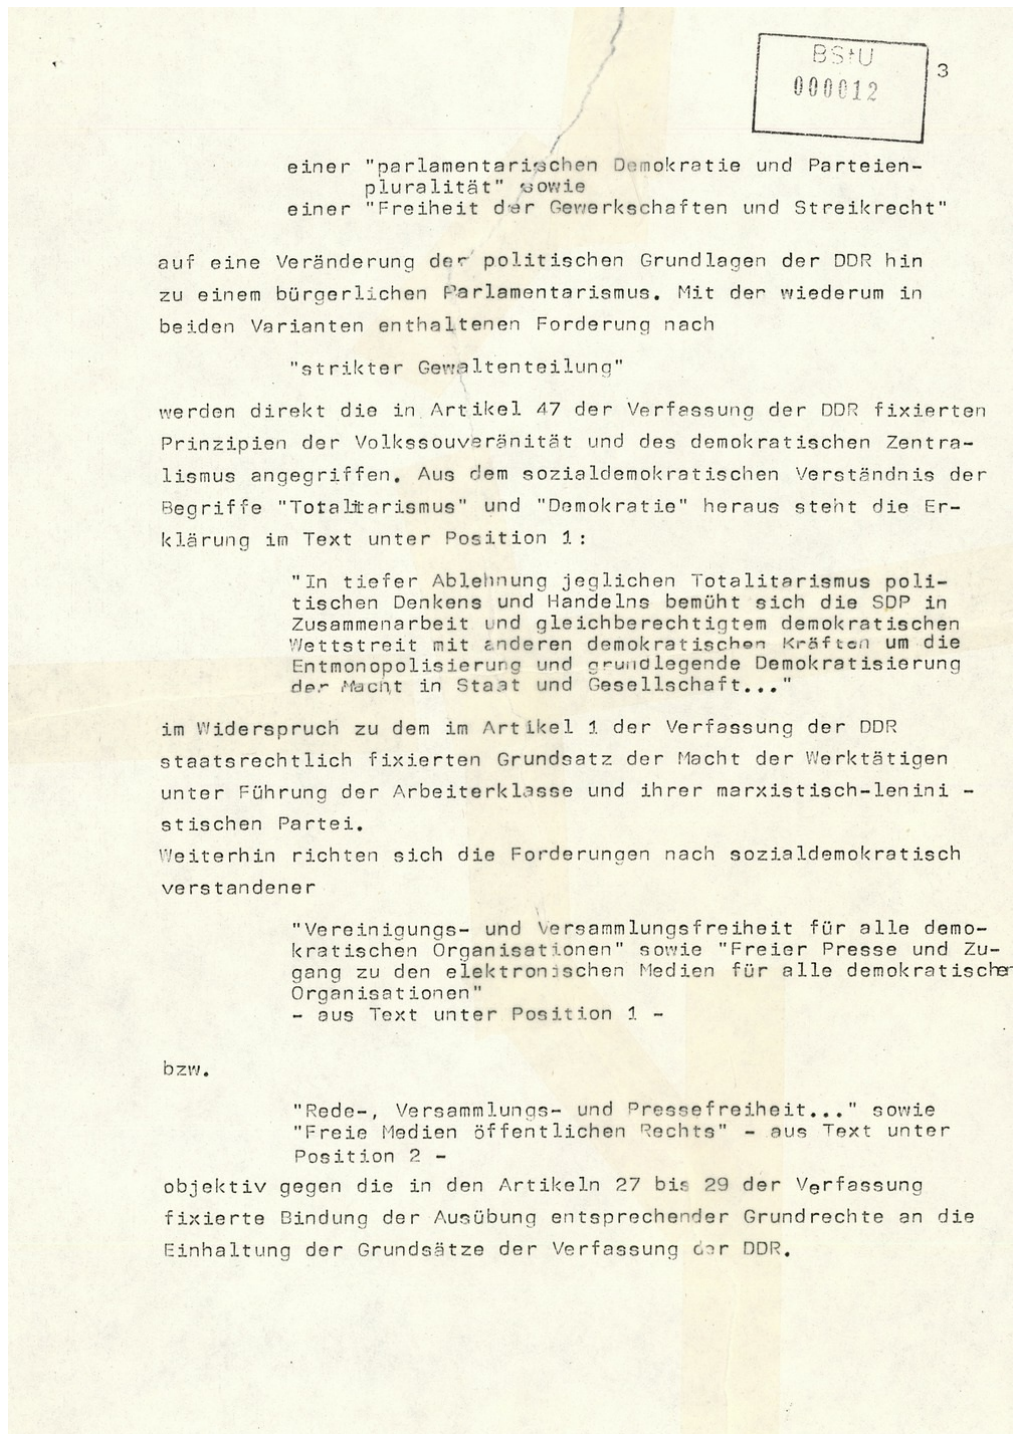 BStU
000012
3
einer "parlamentarischen Demokratie und Parteien-
pluralität" sowie
einer "Freiheit der Gewerkschaften und Streikrecht"
auf eine Veränderung der politischen Grundlagen der DDR hin
zu einem bürgerlichen Parlamentarismus. Mit der wiederum in
beiden Varianten enthaltenen Forderung nach
"strikter Gewaltenteilung"
werden direkt die in Artikel 47 der Verfassung der DDR fixierten
Prinzipien der Volkssouveränität und des demokratischen Zentra-
lismus angegriffen. Aus dem sozialdemokratischen Verständnis der
Begriffe "Totalitarismus" und "Demokratie" heraus steht die Er-
klärung im Text unter Position 1:
"In tiefer Ablehnung jeglichen Totalitarismus poli-
tischen Denkens und Handelns bemüht sich die SDP in
Zusammenarbeit und gleichberechtigtem demokratischen
Wettstreit mit anderen demokratischen Kräften um die
Entmonopolisierung und grundlegende Demokratisierung
der Macht in Staat und Gesellschaft..."
im Widerspruch zu dem im Artikel 1 der Verfassung der DDR
staatsrechtlich fixierten Grundsatz der Macht der Werktätigen
unter Führung der Arbeiterklasse und ihrer marxistisch-lenini -
stischen Partei.
Weiterhin richten sich die Forderungen nach sozialdemokratisch
verstandener
"Vereinigungs- und Versammlungsfreiheit für alle demo-
kratischen Organisationen" sowie "Freier Presse und Zu-
gang zu den elektronischen Medien für alle demokratischen
Organisationen"
- aus Text unter Position 1 -
bzw.
"Rede-, Versammlungs- und Pressefreiheit..." sowie
"Freie Medien öffentlichen Rechts" - aus Text unter
Position 2 -
objektiv gegen die in den Artikeln 27 bis 29 der Verfassung
fixierte Bindung der Ausübung entsprechender Grundrechte an die
Einhaltung der Grundsätze der Verfassung der DDR.